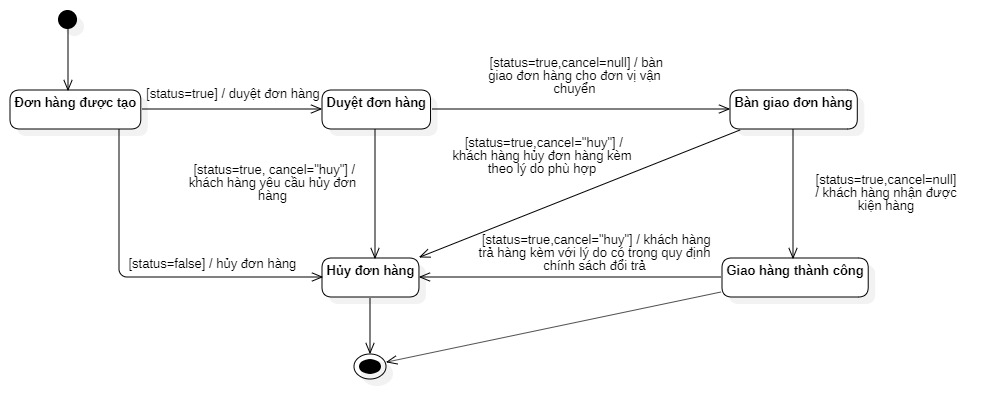 [status=true,cancel=null] / bàn
giao đơn hàng cho đơn vị vận
chuyển
Đơn hàng được tạo
[status=true] / duyệt đơn hàng
Duyệt đơn hàng
Bàn giao đơn hàng
[status=true,cancel="huy"] /
khách hàng hủy đơn hàng kèm
theo lý do phù hợp
[status=true, cancel="huy"] /
khách hàng yêu cầu hủy đơn
hàng
[status=true,cancel=null]
/ khách hàng nhận được
kiện hàng
[status=true,cancel="huy"] / khách hàng
trả hàng kèm với lý do có trong quy định
chính sách đổi trả
[status=false] / hủy đơn hàng
Hủy đơn hàng
Giao hàng thành công